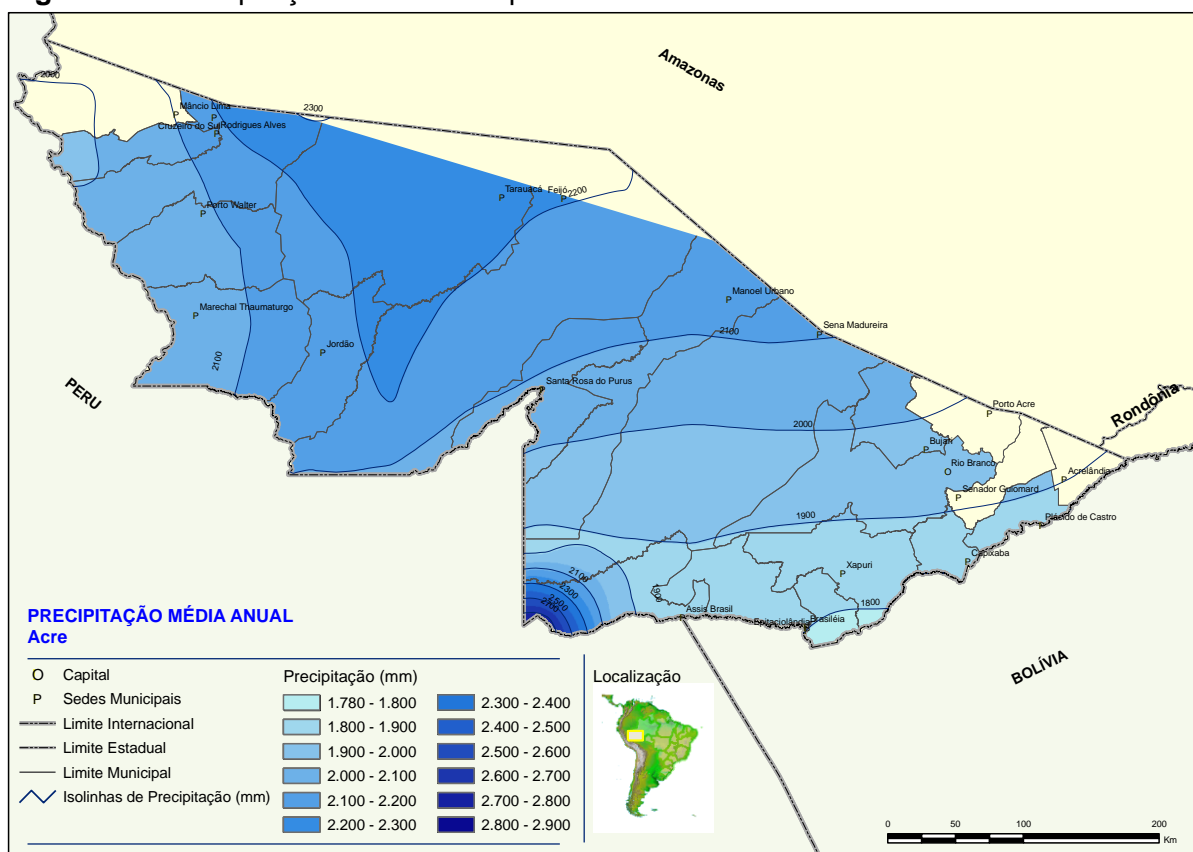 Amazonas
2000
Mâncio Lima
P
Cruzeiro do Sul
P
Rodrigues Alves
P
2300
Tarauacá
P
Feijó
P
2200
Porto Walter
P
Marechal Thaumaturgo
P
2100
Jordão
P
Manoel Urbano
P
2100
Sena Madureira
P
Santa Rosa do Purus
PERU
Rondônia
Porto Acre
P
2000
Bujari
P
Rio Branco
O
Acrelândia
P
Senador Guiomard
P
1900
Plácido de Castro
P
Capixaba
P
Xapuri
P
2100
2300
2500
2700
1900
Assis Brasil
P
Epitaciolândia
P
Brasiléia
1800
BOLÍVIA
PRECIPITAÇÃO MÉDIA ANUAL
Acre
O Capital
P Sedes Municipais
Limite Internacional
Limite Estadual
Limite Municipal
Isolinhas de Precipitação (mm)
Precipitação (mm)
1.780 - 1.800
1.800 - 1.900
1.900 - 2.000
2.000 - 2.100
2.100 - 2.200
2.200 - 2.300
2.300 - 2.400
2.400 - 2.500
2.500 - 2.600
2.600 - 2.700
2.700 - 2.800
2.800 - 2.900
Localização
0 50 100 200
Km